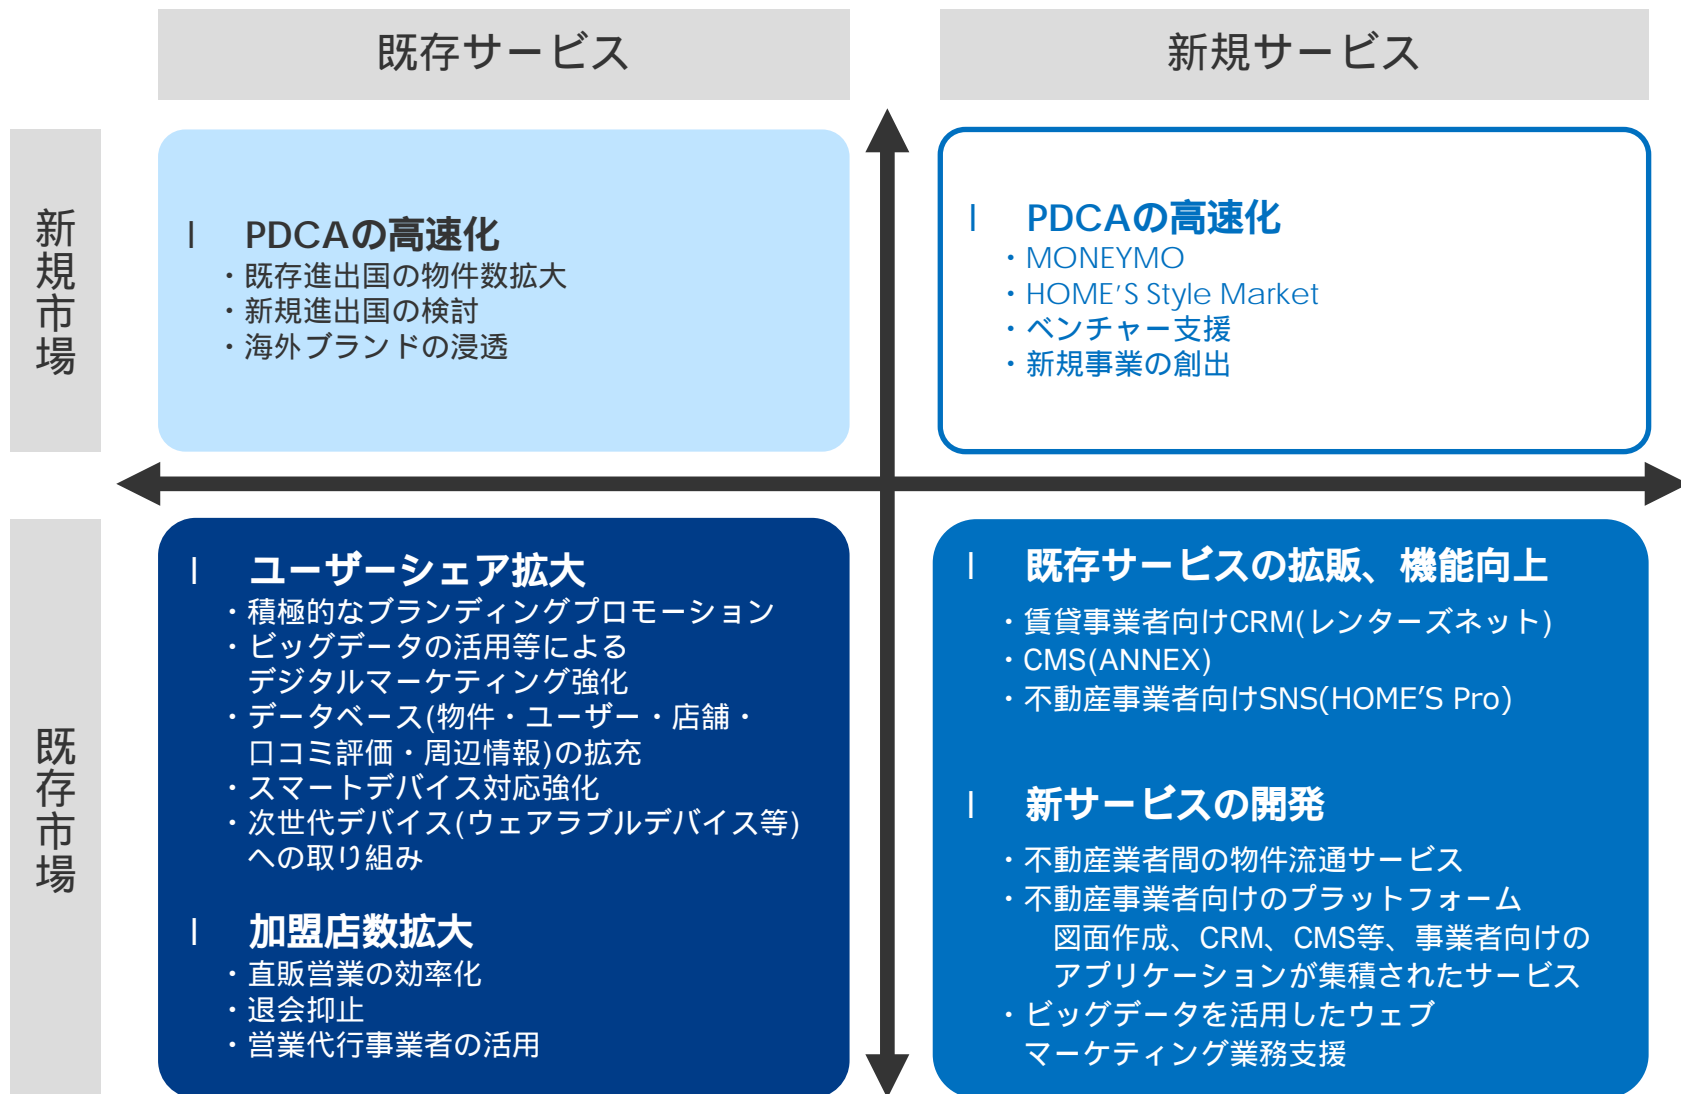 既存サービス
新規サービス
新規市場
l PDCAの高速化
・既存進出国の物件数拡大
・新規進出国の検討
・海外ブランドの浸透
l PDCAの高速化
・MONEYMO
・HOME'S Style Market
・ベンチャー支援
・新規事業の創出
既存市場
l ユーザーシェア拡大
・積極的なブランディングプロモーション
・ビッグデータの活用等による
デジタルマーケティング強化
・データベース(物件・ユーザー・店舗・
口コミ評価・周辺情報)の拡充
・スマートデバイス対応強化
・次世代デバイス(ウェアラブルデバイス等)
への取り組み
l 加盟店数拡大
・直販営業の効率化
・退会抑止
・営業代行事業者の活用
l 既存サービスの拡販、機能向上
・賃貸事業者向けCRM(レンターズネット)
・CMS(ANNEX)
・不動産事業者向けSNS(HOME'S Pro)
l 新サービスの開発
・不動産業者間の物件流通サービス
・不動産事業者向けのプラットフォーム
図面作成、CRM、CMS等、事業者向けの
アプリケーションが集積されたサービス
・ビッグデータを活用したウェブ
マーケティング業務支援